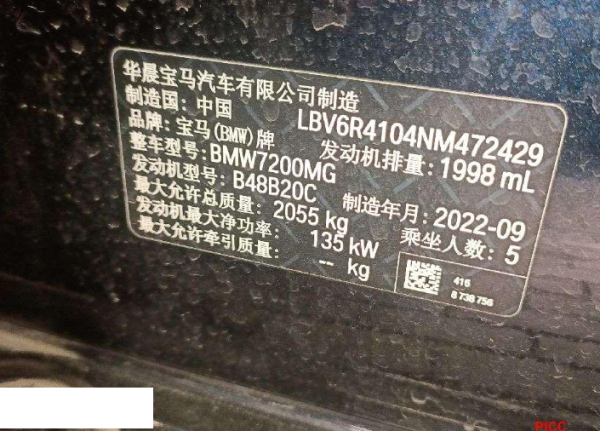 华晨宝马汽车有限公司制造
制造国: 中国 LBV6R4104NM472429
品牌: 宝马(BMW)牌 发动机排量: 1998 mL
整车型号: BMW7200MG
发动机型号: B48B20C 制造年月: 2022-09
最大允许总质量: 2055 kg 乘坐人数: 5
发动机最大净功率: 135 kW
最大允许牵引质量: -- kg
416
8 738 756
PICC